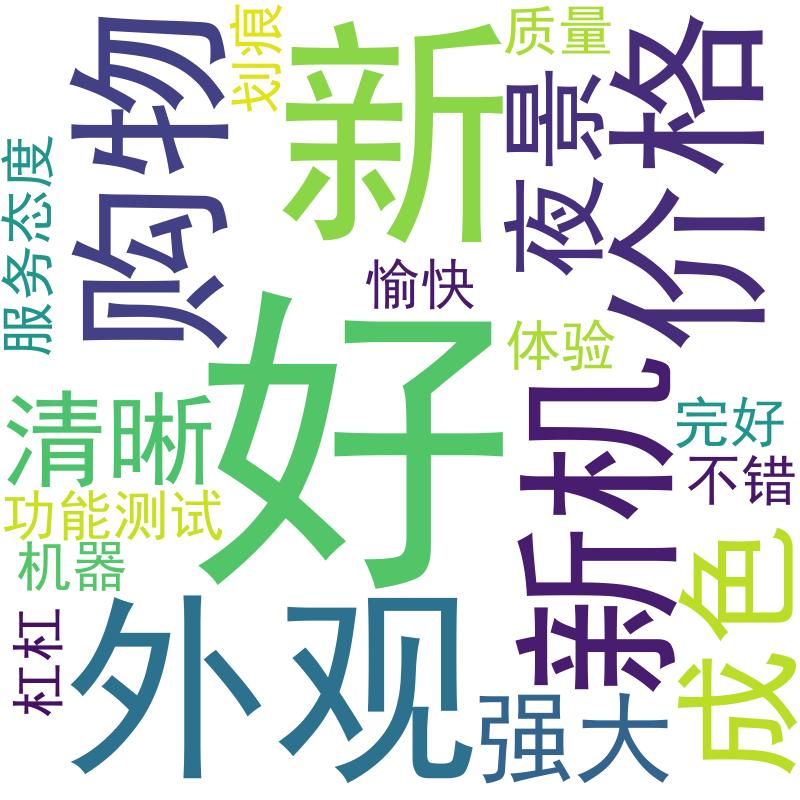 划痕
质量
购物
新
夜景
价格
服务态度
愉快
好
体验
清晰
新机
完好
不错
功能测试
机器
成色
杠杠
外观
强大